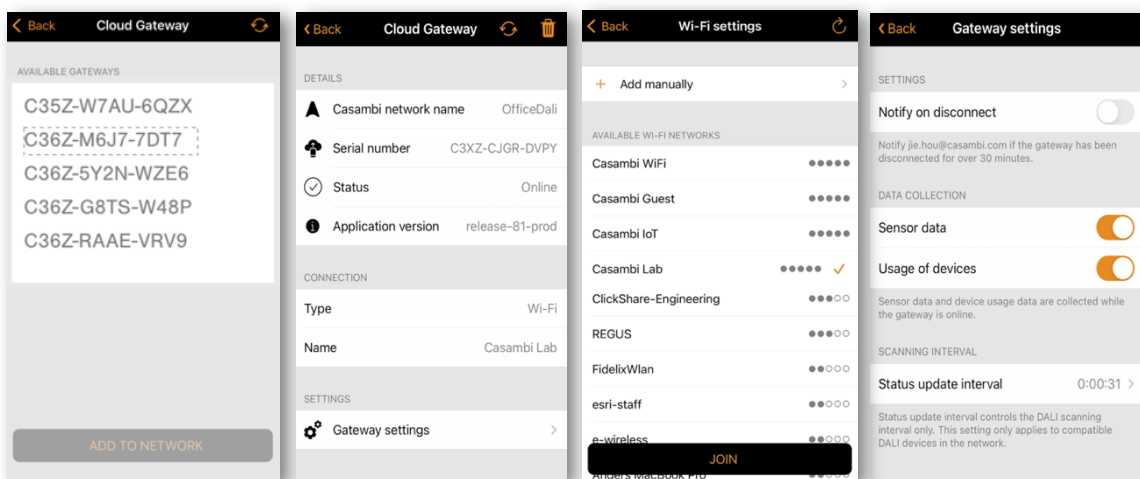 Back Cloud Gateway
AVAILABLE GATEWAYS
C35Z-W7AU-6QZX
C36Z-M6J7-7DT7
C36Z-5Y2N-WZE6
C36Z-G8TS-W48P
C36Z-RAAE-VRV9
ADD TO NETWORK
Back Cloud Gateway
DETAILS
Casambi network name OfficeDali
Serial number C3XZ-CJGR-DVPY
Status Online
Application version release-81-prod
CONNECTION
Type Wi-Fi
Name Casambi Lab
SETTINGS
Gateway settings
Back Wi-Fi settings
Add manually
AVAILABLE WI-FI NETWORKS
Casambi WiFi
Casambi Guest
Casambi IoT
Casambi Lab
ClickShare-Engineering
REGUS
FidelixWlan
esri-staff
e-wireless
JOIN
Anders MacBook Pro
Back Gateway settings
SETTINGS
Notify on disconnect
Notify jie.hou@casambi.com if the gateway has been
disconnected for over 30 minutes.
DATA COLLECTION
Sensor data
Usage of devices
Sensor data and device usage data are collected while
the gateway is online.
SCANNING INTERVAL
Status update interval 0:00:31
Status update interval controls the DALI scanning
interval only. This setting only applies to compatible
DALI devices in the network.